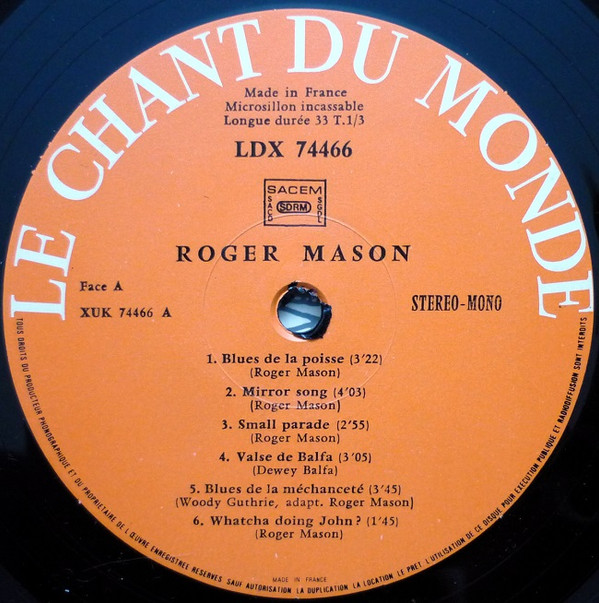 LE CHANT DU MONDE
Made in France
Microsillon incassable
Longue durée 33 T.1/3
LDX 74466
SACEM
SACD
SDRM
SGDL
ROGER MASON
Face A
XUK 74466 A
STEREO-MONO
1. Blues de la poisse (3'22)
(Roger Mason)
2. Mirror song (4'03)
(Roger Mason)
3. Small parade (2'55)
(Roger Mason)
4. Valse de Balfa (3'05)
(Dewey Balfa)
5. Blues de la méchanceté (3'45)
(Woody Guthrie, adapt. Roger Mason)
6. Whatcha doing John? (1'45)
(Roger Mason)
MADE IN FRANCE
TOUS DROITS DU PRODUCTEUR PHONOGRAPHIQUE ET DU PROPRIETAIRE DE L'ŒUVRE ENREGISTREE RESERVES SAUF AUTORISATION LA DUPLICATION LA LOCATION LE PRET L'UTILISATION DE CE DISQUE POUR EXECUTION PUBLIQUE ET RADIODIFFUSION SONT INTERDITS